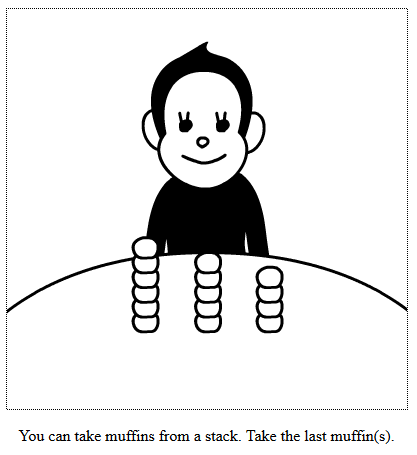 You can take muffins from a stack. Take the last muffin(s).